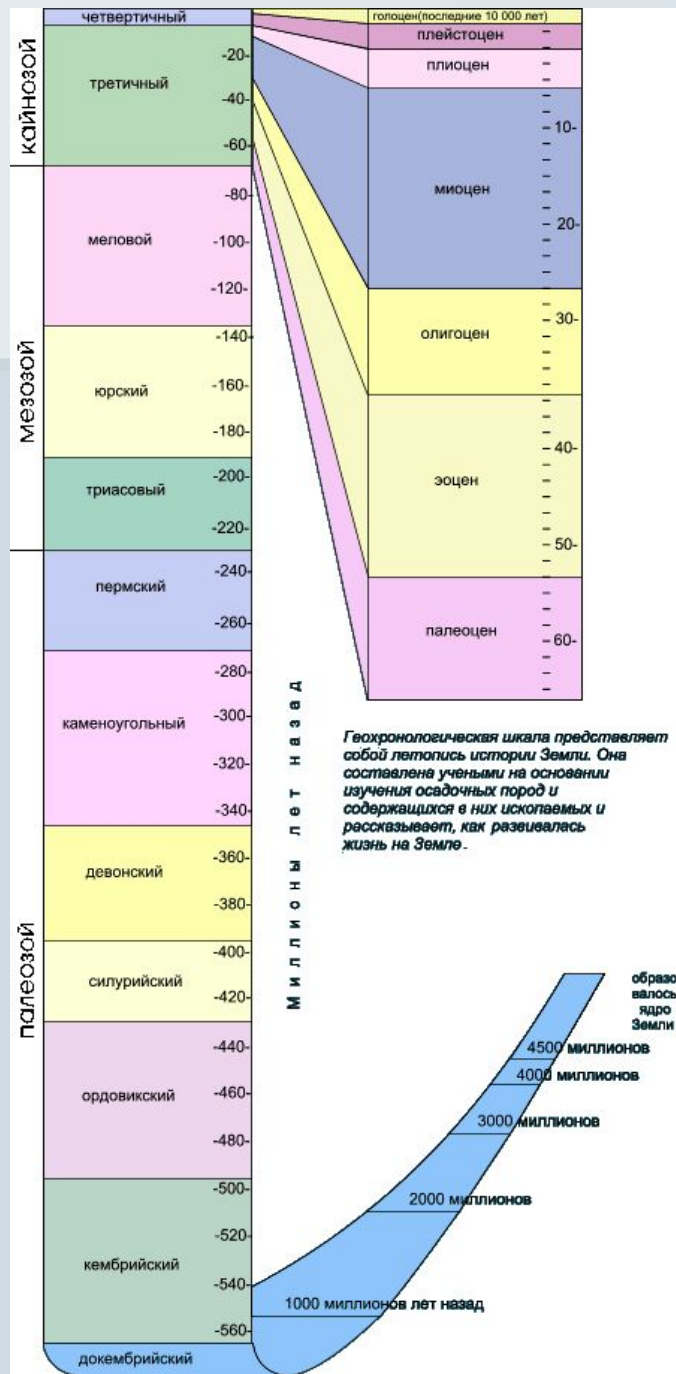 кайнозой
четвертичный
третичный
-20-
-40-
-60-
мезозой
меловой
-80-
-100-
-120-
юрский
-140-
-160-
-180-
триасовый
-200-
-220-
палеозой
пермский
-240-
-260-
каменоугольный
-280-
-300-
-320-
-340-
девонский
-360-
-380-
силурийский
-400-
-420-
ордовикский
-440-
-460-
-480-
кембрийский
-500-
-520-
-540-
-560-
докембрийский
Миллионы лет назад
голоцен(последние 10 000 лет)
плейстоцен
плиоцен
миоцен
10-
20-
олигоцен
30-
эоцен
40-
50-
палеоцен
60-
Геохронологическая шкала представляет
собой летопись истории Земли. Она
составлена учеными на основании
изучения осадочных пород и
содержащихся в них ископаемых и
рассказывает, как развивалась
жизнь на Земле.
образо
валось
ядро
Земли
4500 миллионов
4000 миллионов
3000 миллионов
2000 миллионов
1000 миллионов лет назад